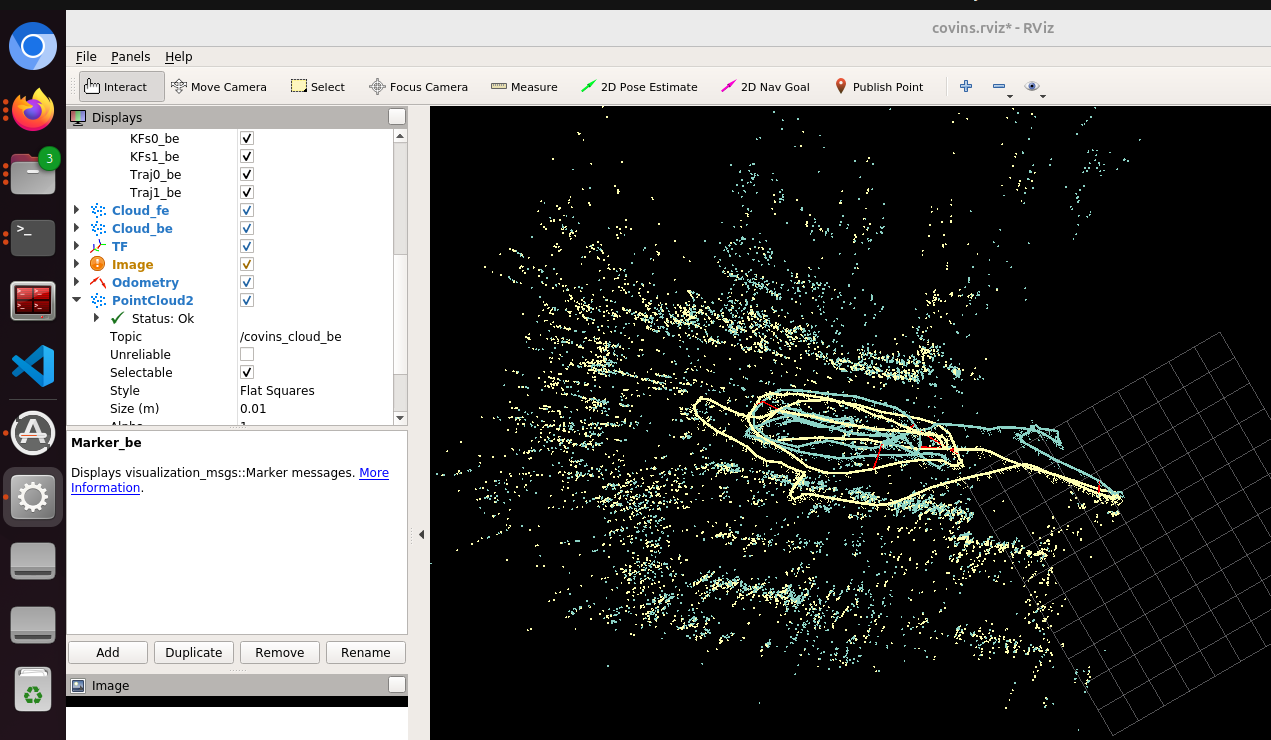 covins.rviz* - RViz
File Panels Help
Interact Move Camera Select Focus Camera Measure 2D Pose Estimate 2D Nav Goal Publish Point
3
Displays
KFs0_be
KFs1_be
Traj0_be
Traj1_be
Cloud_fe
Cloud_be
TF
Image
Odometry
PointCloud2
Status: Ok
Topic /covins_cloud_be
Unreliable
Selectable
Style Flat Squares
Size (m) 0.01
Marker_be
Displays visualization_msgs::Marker messages. More
Information.
Add Duplicate Remove Rename
Image